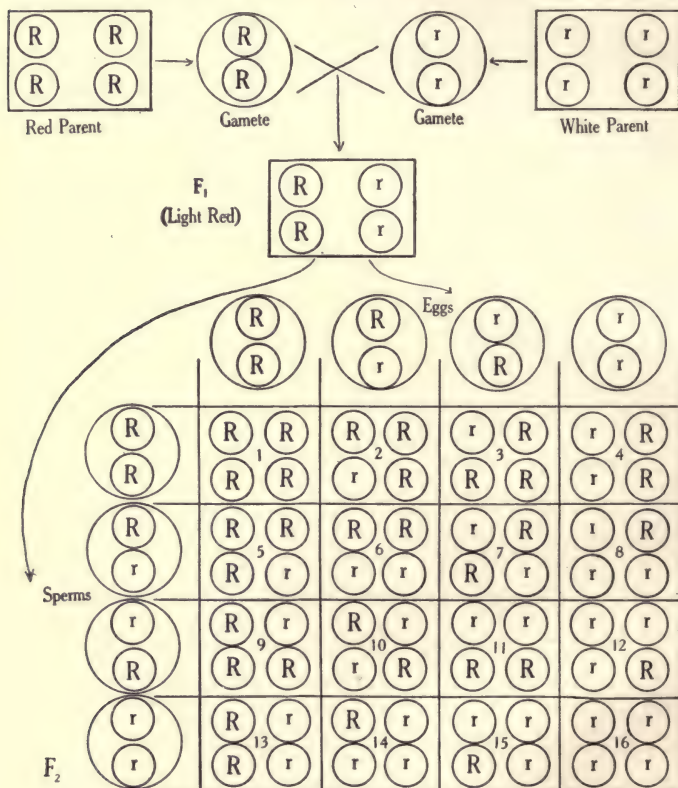 R R R r r r
R R R r r r
Red Parent Gamete Gamete White Parent
F₁ R r
(Light Red) R r
Eggs
R R r r
R r R r
R R R R R r R r R
1 2 3 4
R R R r R R R r R
R R R R R r R r R
5 6 7 8
r R r r r R r r r
Sperms
r R r R r r r r r
9 10 11 12
R R R r R R R r R
r R r R r r r r r
13 14 15 16
F₂ r R r r r R r r r